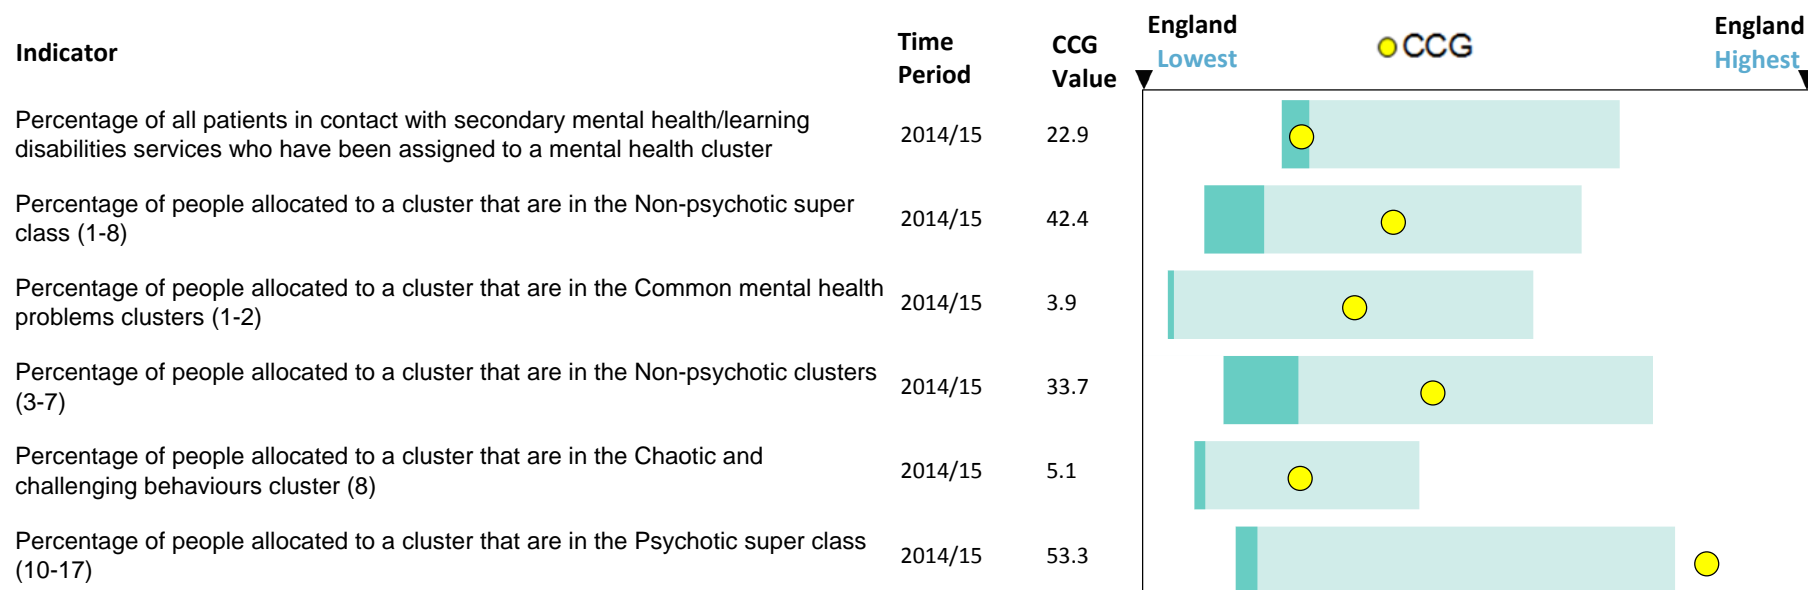 Indicator
Time
Period
CCG
Value
England
Lowest
CCG
England
Highest
Percentage of all patients in contact with secondary mental health/learning
disabilities services who have been assigned to a mental health cluster
2014/15
22.9
Percentage of people allocated to a cluster that are in the Non-psychotic super
class (1-8)
2014/15
42.4
Percentage of people allocated to a cluster that are in the Common mental health
problems clusters (1-2)
2014/15
3.9
Percentage of people allocated to a cluster that are in the Non-psychotic clusters
(3-7)
2014/15
33.7
Percentage of people allocated to a cluster that are in the Chaotic and
challenging behaviours cluster (8)
2014/15
5.1
Percentage of people allocated to a cluster that are in the Psychotic super class
(10-17)
2014/15
53.3